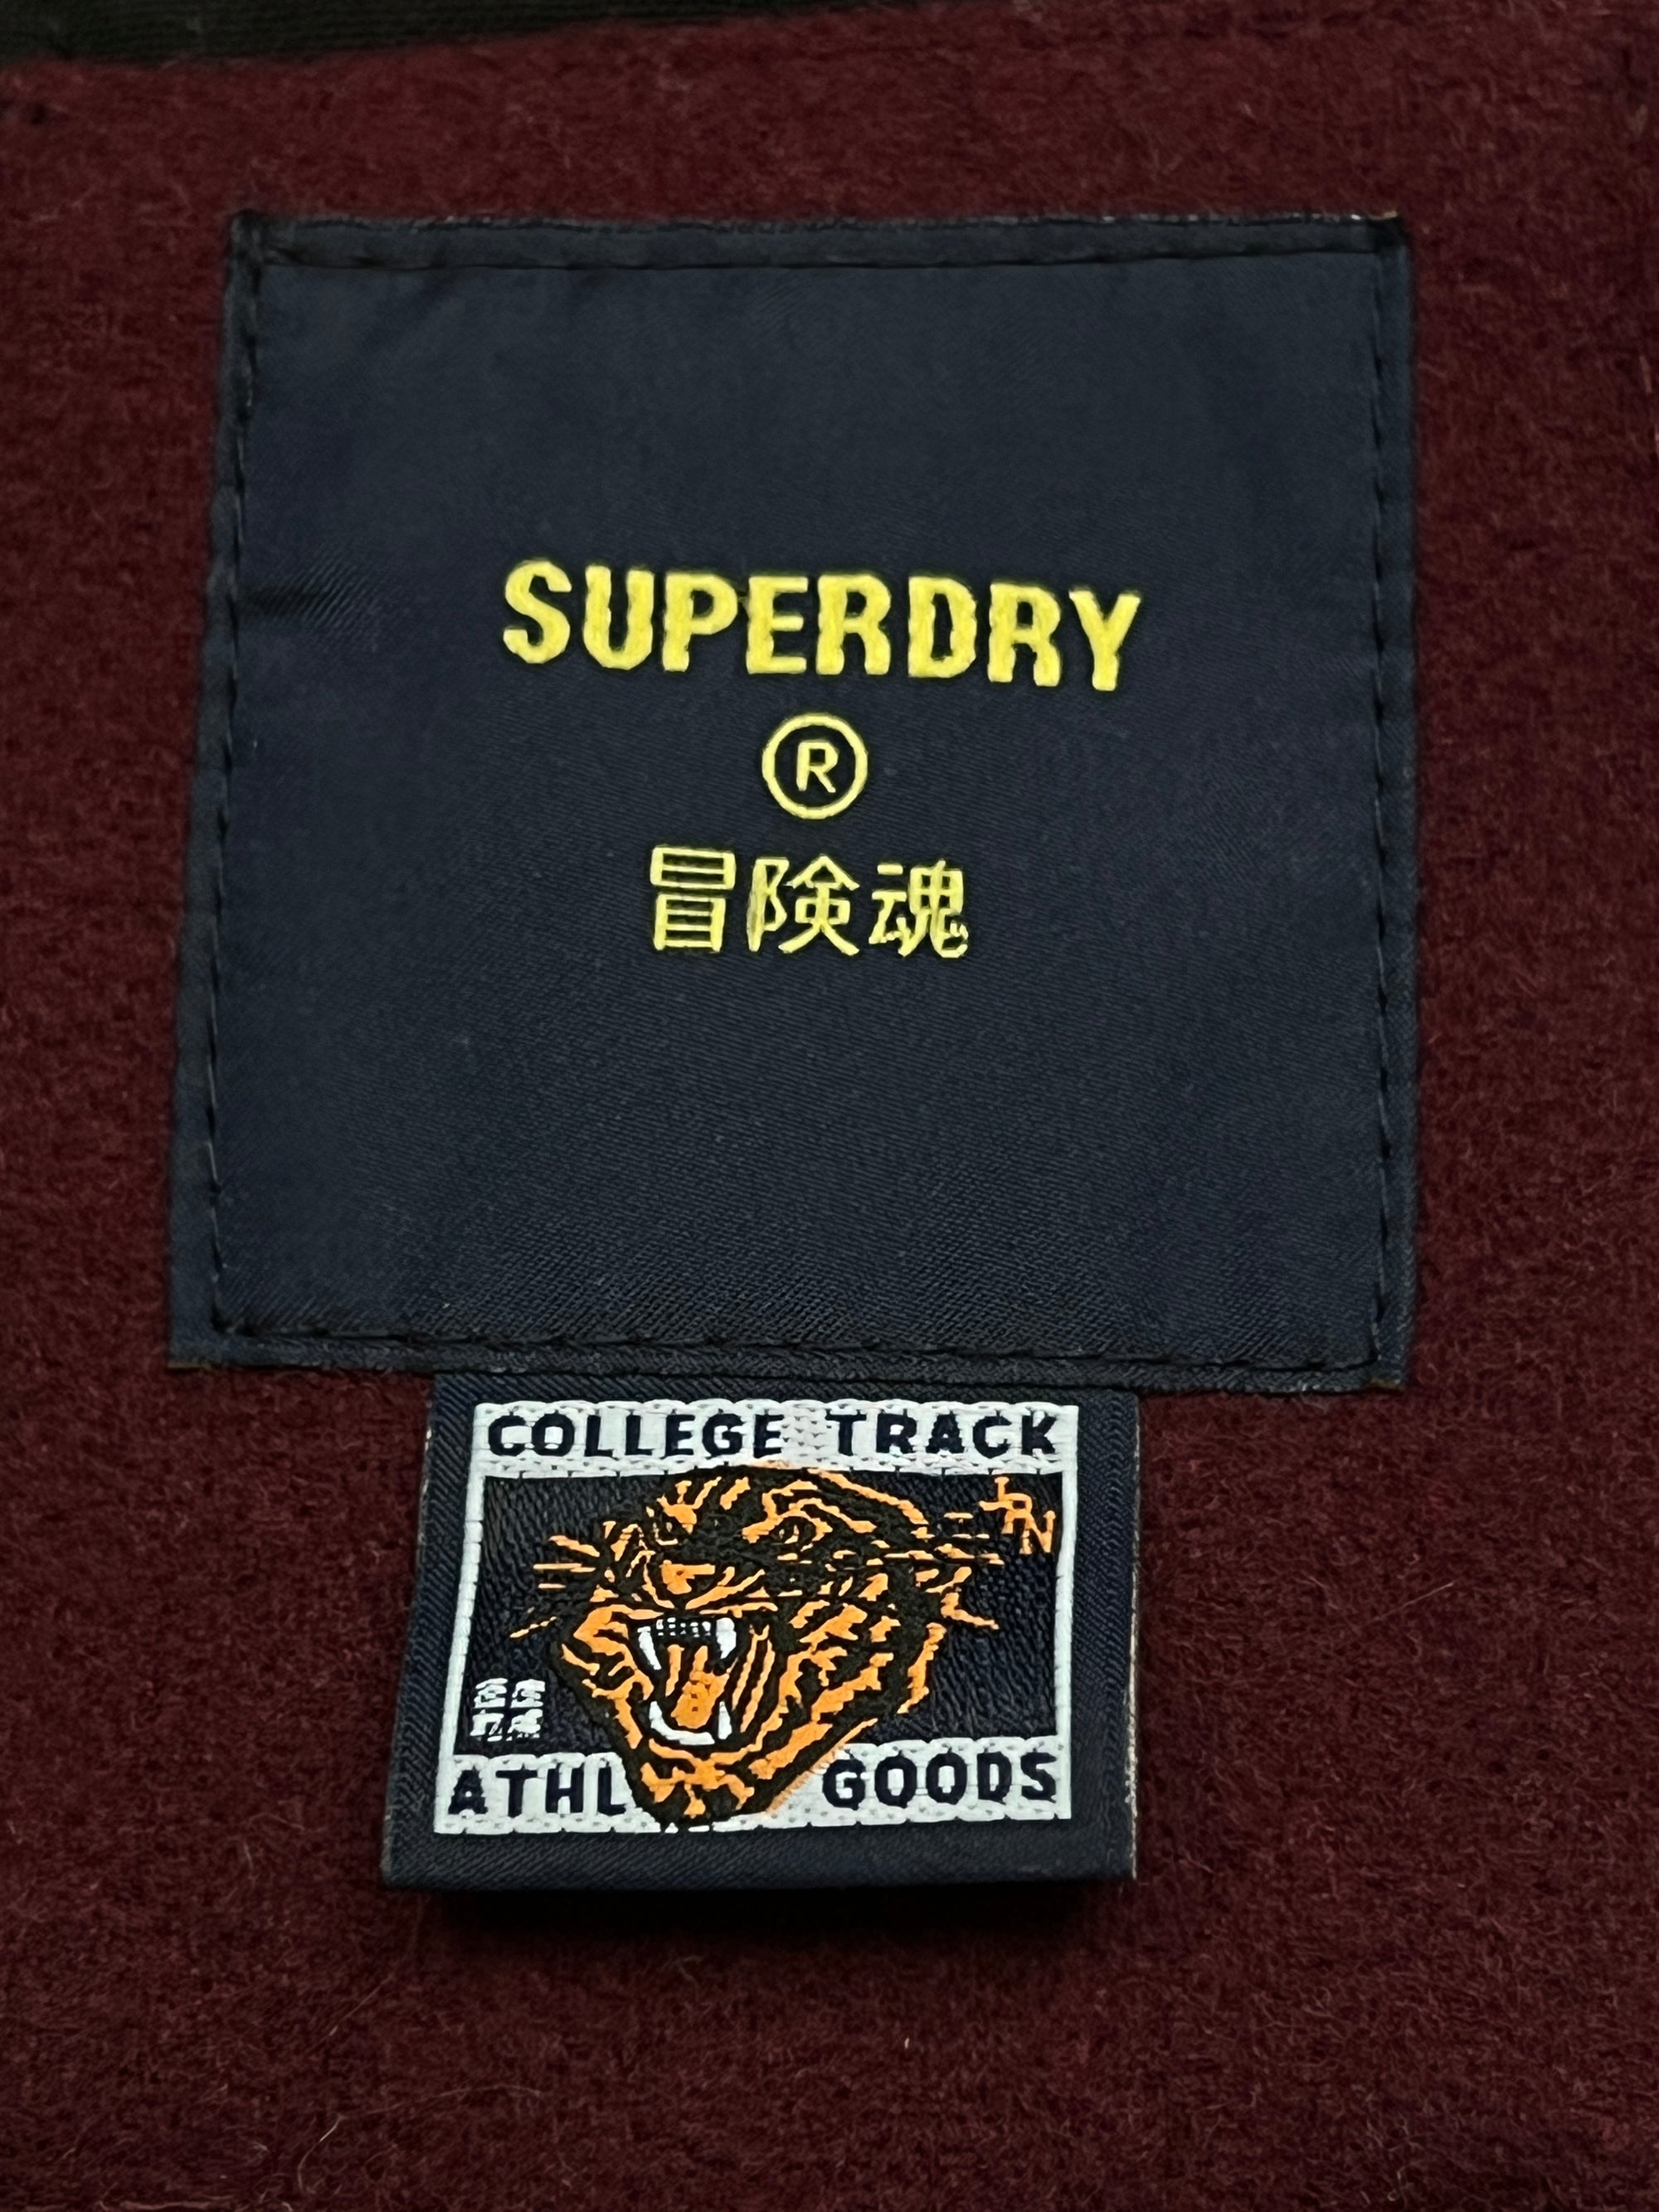 SUPERDRY
®
冒険魂
COLLEGE TRACK
ATHL GOODS